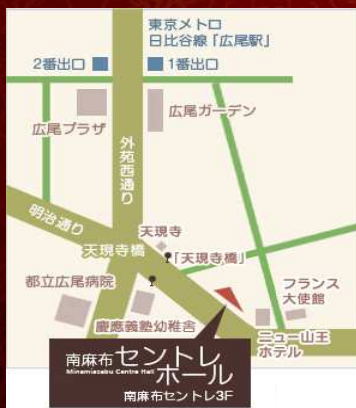 東京メトロ
日比谷線「広尾駅」
2番出口
1番出口
広尾プラザ
広尾ガーデン
外苑西通り
明治通り
天現寺
天現寺橋
「天現寺橋」
都立広尾病院
慶應義塾幼稚舎
フランス
大使館
ニュー山王
ホテル
南麻布セントレ
Minamiazabu Centre Hall
ホール
南麻布セントレ3F